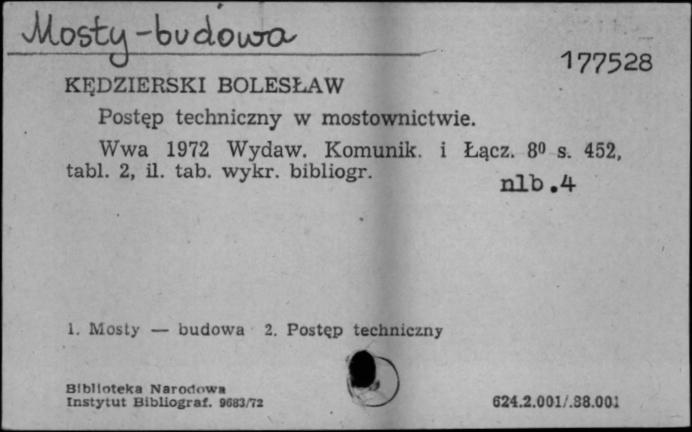 Mosty-budowa
177528
KĘDZIERSKI BOLESŁAW
Postęp techniczny w mostownictwie.
Wwa 1972 Wydaw. Komunik. i Łącz. 8⁰ s. 452,
tabl. 2, il. tab. wykr. bibliogr.
nlb.4
1. Mosty — budowa 2. Postęp techniczny
Biblioteka Narodowa
Instytut Bibliograf. 9683/72
624.2.001/.88.001